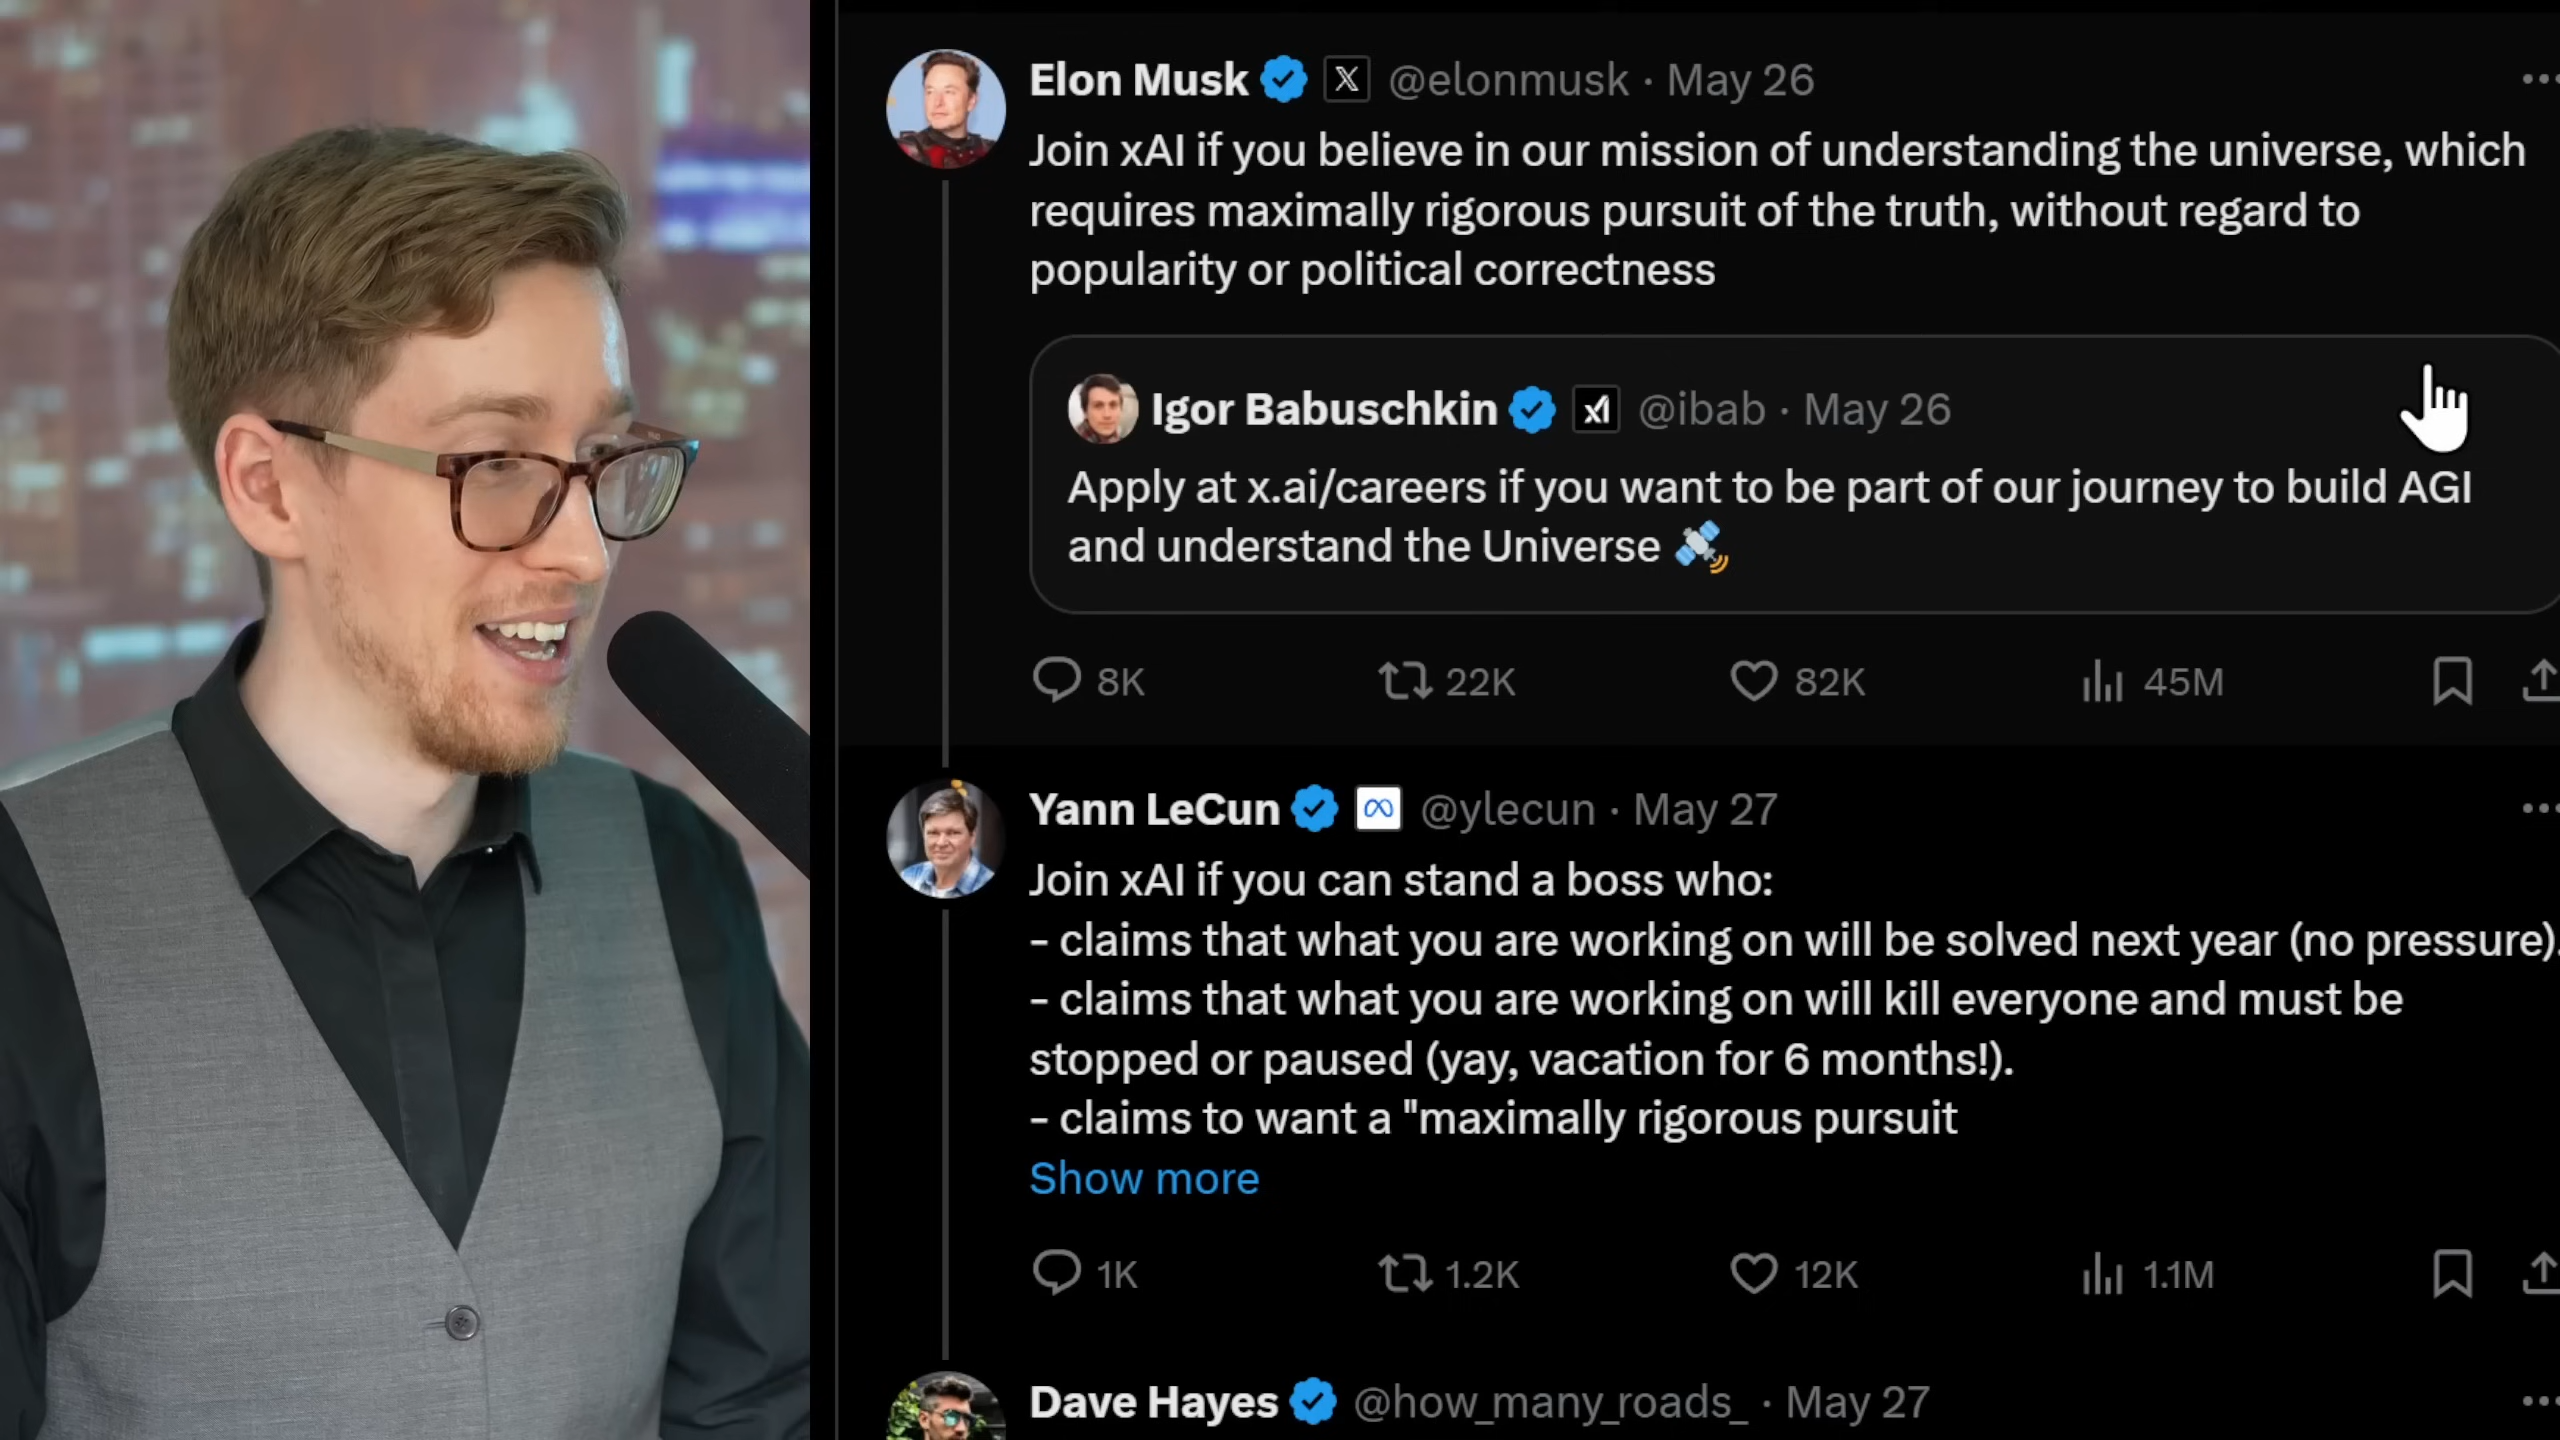 Elon Musk @elonmusk · May 26
Join xAI if you believe in our mission of understanding the universe, which
requires maximally rigorous pursuit of the truth, without regard to
popularity or political correctness
Igor Babuschkin @ibab · May 26
Apply at x.ai/careers if you want to be part of our journey to build AGI
and understand the Universe
8K 22K 82K 45M
Yann LeCun @ylecun · May 27
Join xAI if you can stand a boss who:
- claims that what you are working on will be solved next year (no pressure).
- claims that what you are working on will kill everyone and must be
stopped or paused (yay, vacation for 6 months!).
- claims to want a "maximally rigorous pursuit
Show more
1K 1.2K 12K 1.1M
Dave Hayes @how_many_roads_ · May 27